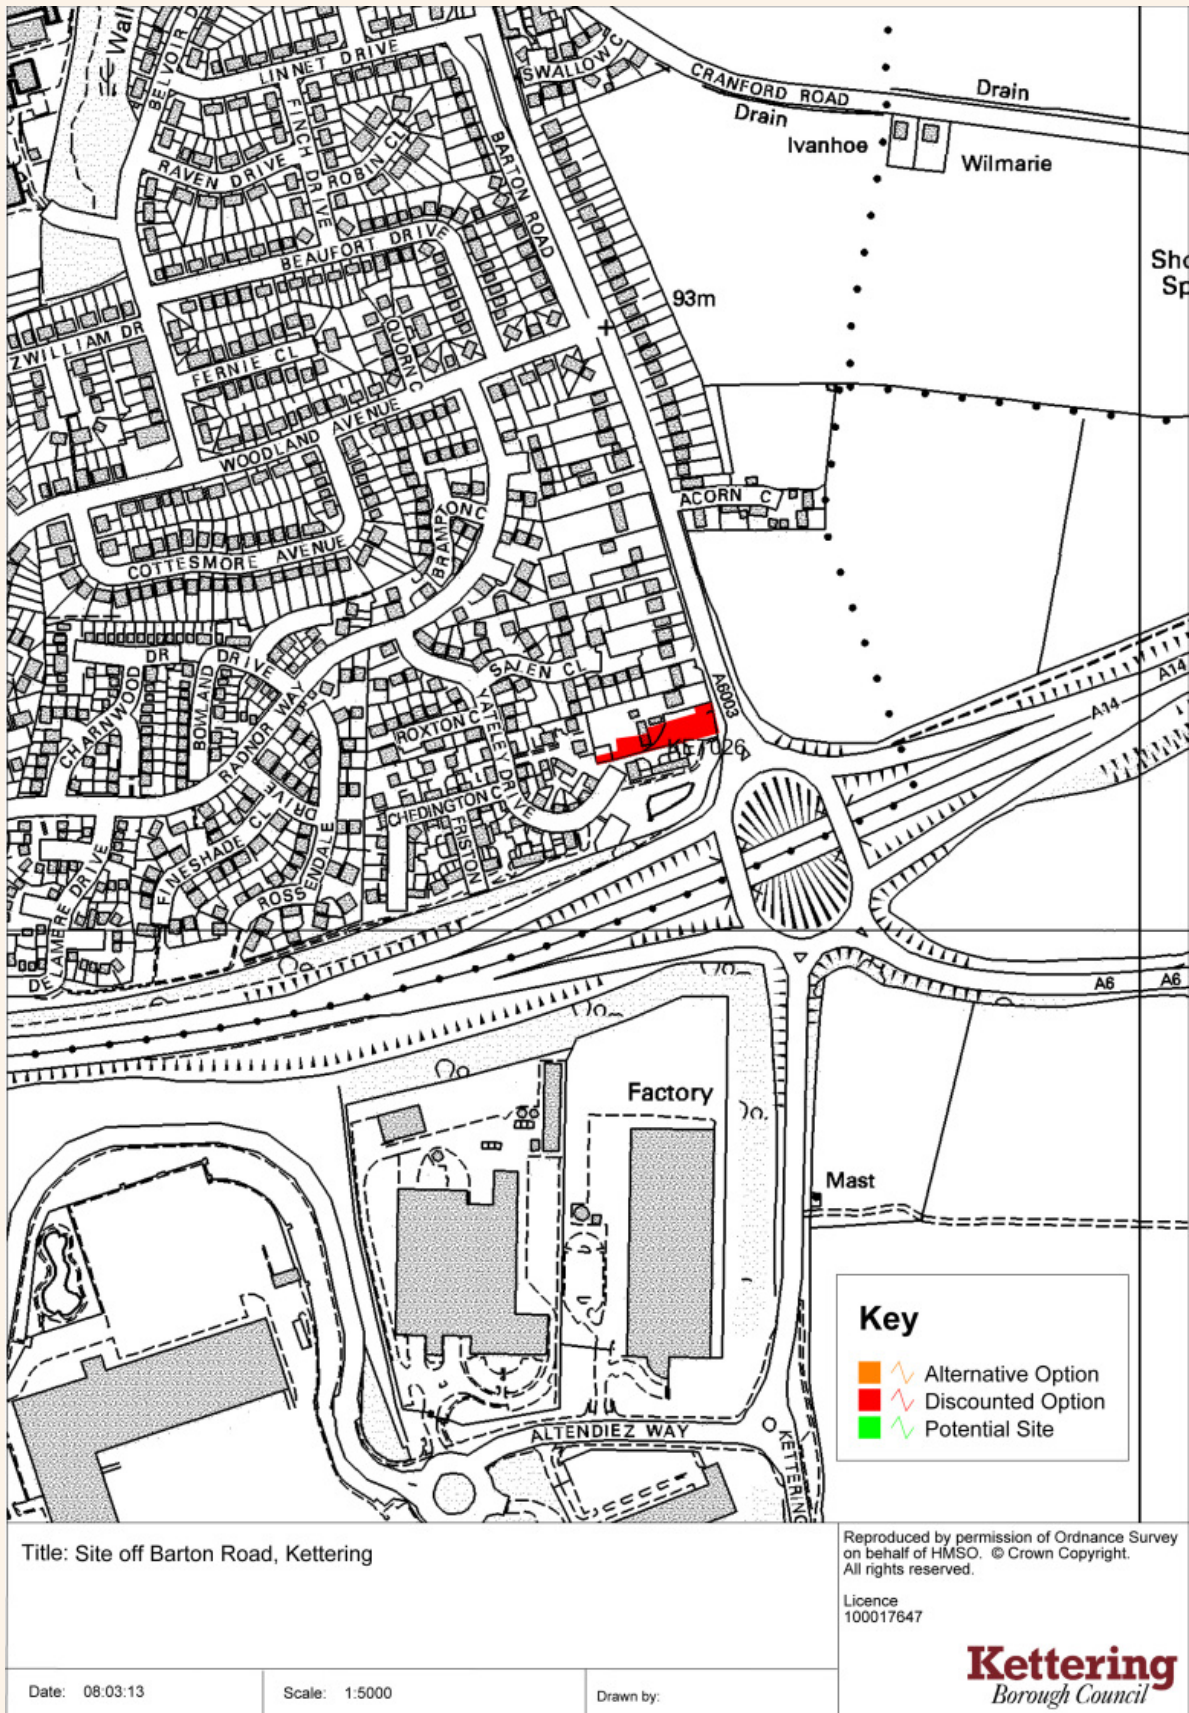 Wall
BELVOIR D
LINNET DRIVE
SWALLOW C
CRANFORD ROAD
Drain
Drain
FINCH DRIVE
ROBIN CL
BARTON ROAD
Ivanhoe
Wilmarie
RAVEN DRIVE
BEAUFORT DRIVE
Sho
Sp
93m
ZWILLIAM DR
QUORN C
FERNIE CL
WOODLAND AVENUE
ACORN C
BRAMPTON C
COTTESMORE AVENUE
DR
DRIVE
SALEN CL
CHARNWOOD
BOWLAND
RADNOR WAY
ROXTON C
YATELEY DRIVE
A6003
A14
A14
KE/026
CHEDINGTON C
FRISTON
DRIVE
FINESHADE CL
ROSSENDALE
DELAMERE DRIVE
A6
A6
Factory
Mast
ALTENDIEZ WAY
KETTERING
Key
Alternative Option
Discounted Option
Potential Site
Title: Site off Barton Road, Kettering
Reproduced by permission of Ordnance Survey
on behalf of HMSO. © Crown Copyright.
All rights reserved.
Licence
100017647
Date: 08:03:13
Scale: 1:5000
Drawn by:
Kettering
Borough Council